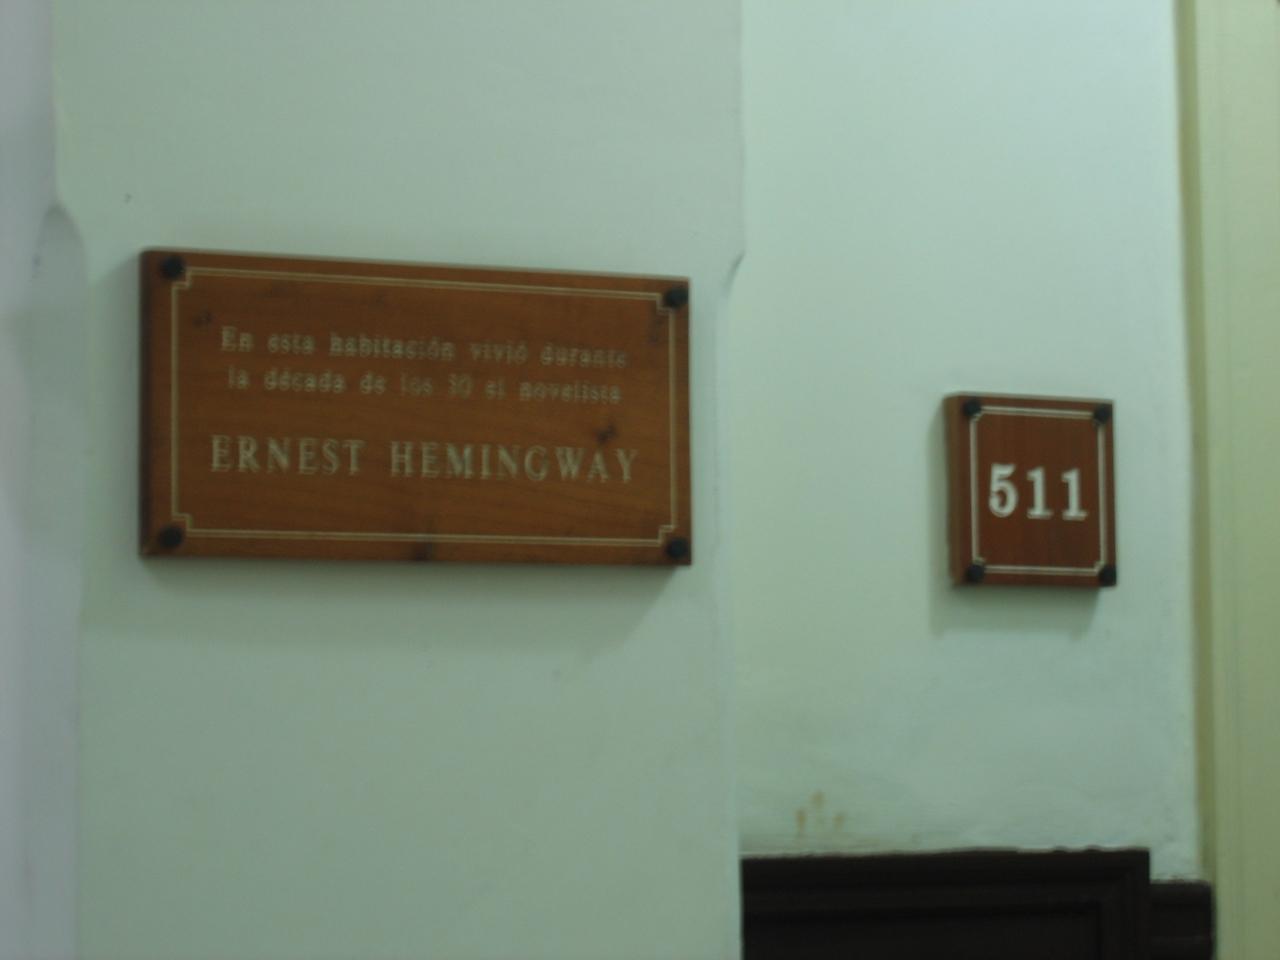 En esta habitación vivió durante
la década de los 30 el novelista
ERNEST HEMINGWAY
511